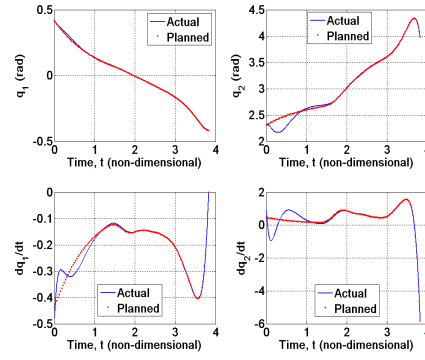 0.5
0
-0.5
0 1 2 3 4
q1 (rad)
Time, t (non-dimensional)
Actual
Planned
4.5
4
3.5
3
2.5
2
0 1 2 3 4
q2 (rad)
Time, t (non-dimensional)
Actual
Planned
0
-0.1
-0.2
-0.3
-0.4
-0.5
0 1 2 3 4
dq1/dt
Time, t (non-dimensional)
Actual
Planned
2
0
-2
-4
-6
0 1 2 3 4
dq2/dt
Time, t (non-dimensional)
Actual
Planned